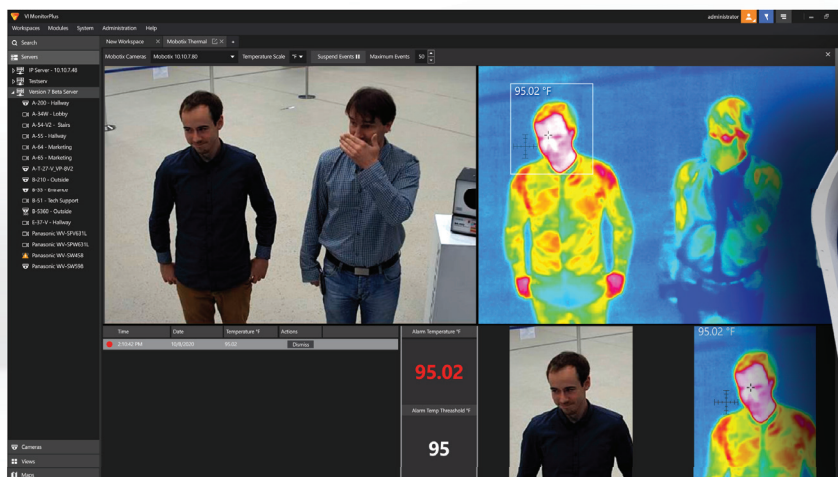 VI MonitorPlus
administrator
Workspaces Modules System Administration Help
Search
New Workspace
Mobotix Thermal
Servers
Mobotix Cameras: Mobotix 10.10.7.80
Temperature Scale °F
Suspend Events
Maximum Events 50
IP Server - 10.10.7.48
Testserv
Version 7 Beta Server
A-200 - Hallway
A-34W - Lobby
A-54-V2 - Stairs
A-55 - Hallway
A-64 - Marketing
A-65 - Marketing
A-T-27-V_VP-BV2
B-210 - Outside
B-30 - Entrance
B-51 - Tech Support
B-5360 - Outside
E-37-V - Hallway
Panasonic WV-SFV631L
Panasonic WV-SPW631L
Panasonic WV-SW458
Panasonic WV-SW598
95.02 °F
Time Date Temperature °F Actions
2:59:42 PM 10/8/2020 95.02 Dismiss
Alarm Temperature °F
95.02
Alarm Temp Threashold °F
95
95.02 °F
Cameras
Views
Maps